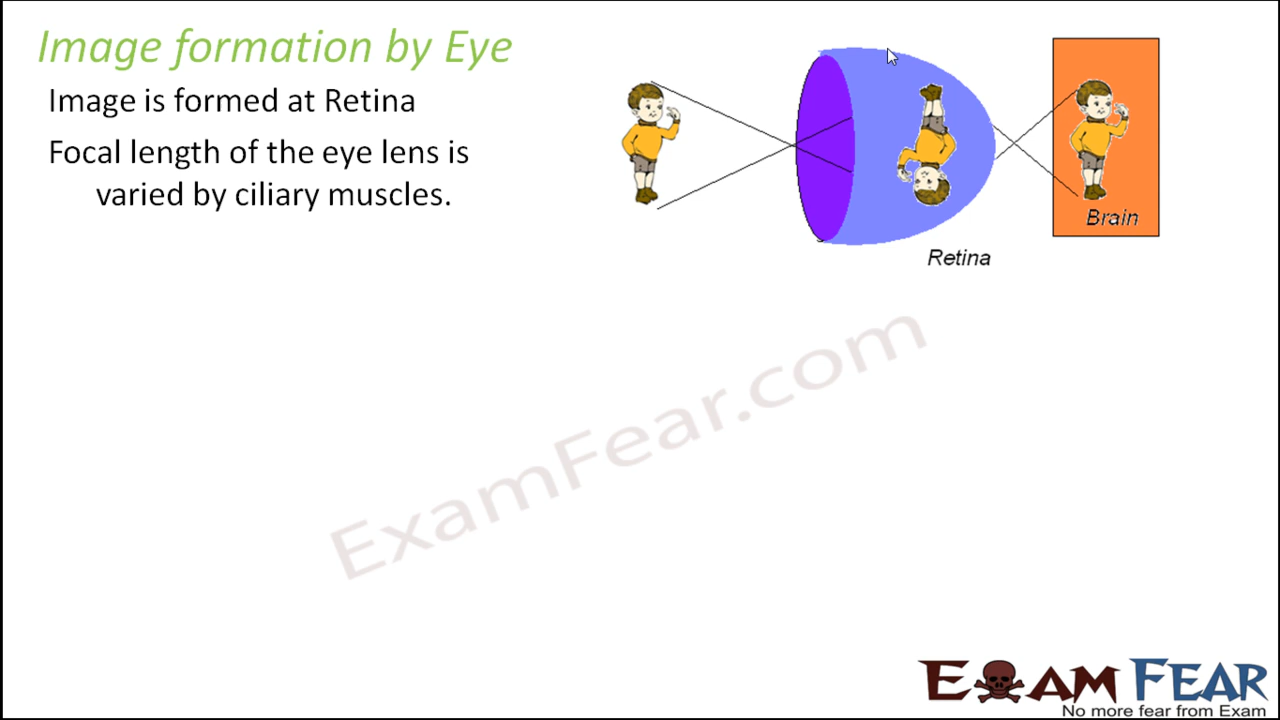 Image formation by Eye
Image is formed at Retina
Focal length of the eye lens is
varied by ciliary muscles.
Retina
Brain
ExamFear.com
EXAM FEAR
No more fear from Exam